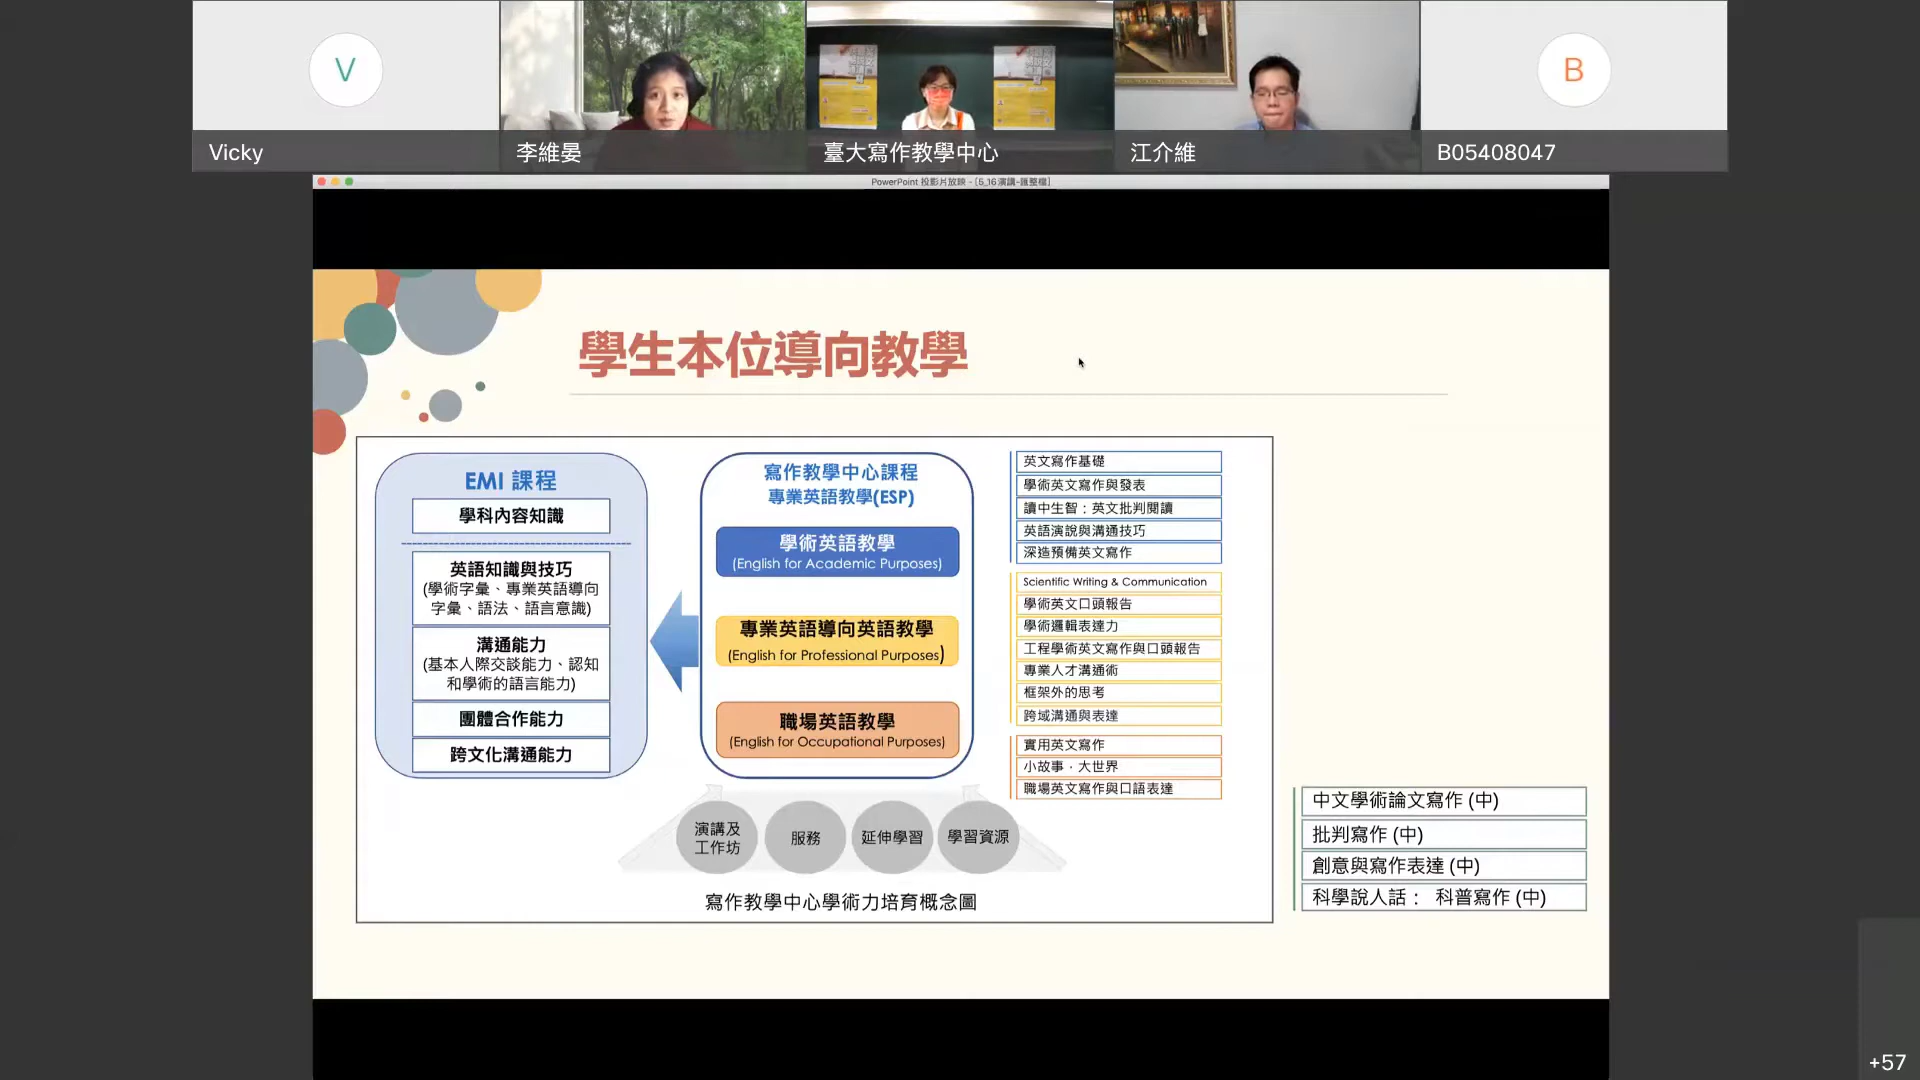 V
Vicky
李維晏
臺大寫作教學中心
江介維
B
B05408047
PowerPoint 投影片放映 - [5_16演講-匯整檔]
學生本位導向教學
EMI 課程
學科內容知識
英語知識與技巧
(學術字彙、專業英語導向
字彙、語法、語言意識)
溝通能力
(基本人際交談能力、認知
和學術的語言能力)
團體合作能力
跨文化溝通能力
寫作教學中心課程
專業英語教學(ESP)
學術英語教學
(English for Academic Purposes)
專業英語導向英語教學
(English for Professional Purposes)
職場英語教學
(English for Occupational Purposes)
英文寫作基礎
學術英文寫作與發表
讀中生智：英文批判閱讀
英語演說與溝通技巧
深造預備英文寫作
Scientific Writing & Communication
學術英文口頭報告
學術邏輯表達力
工程學術英文寫作與口頭報告
專業人才溝通術
框架外的思考
跨域溝通與表達
實用英文寫作
小故事．大世界
職場英文寫作與口語表達
演講及
工作坊
服務
延伸學習
學習資源
寫作教學中心學術力培育概念圖
中文學術論文寫作 (中)
批判寫作 (中)
創意與寫作表達 (中)
科學說人話： 科普寫作 (中)
+57